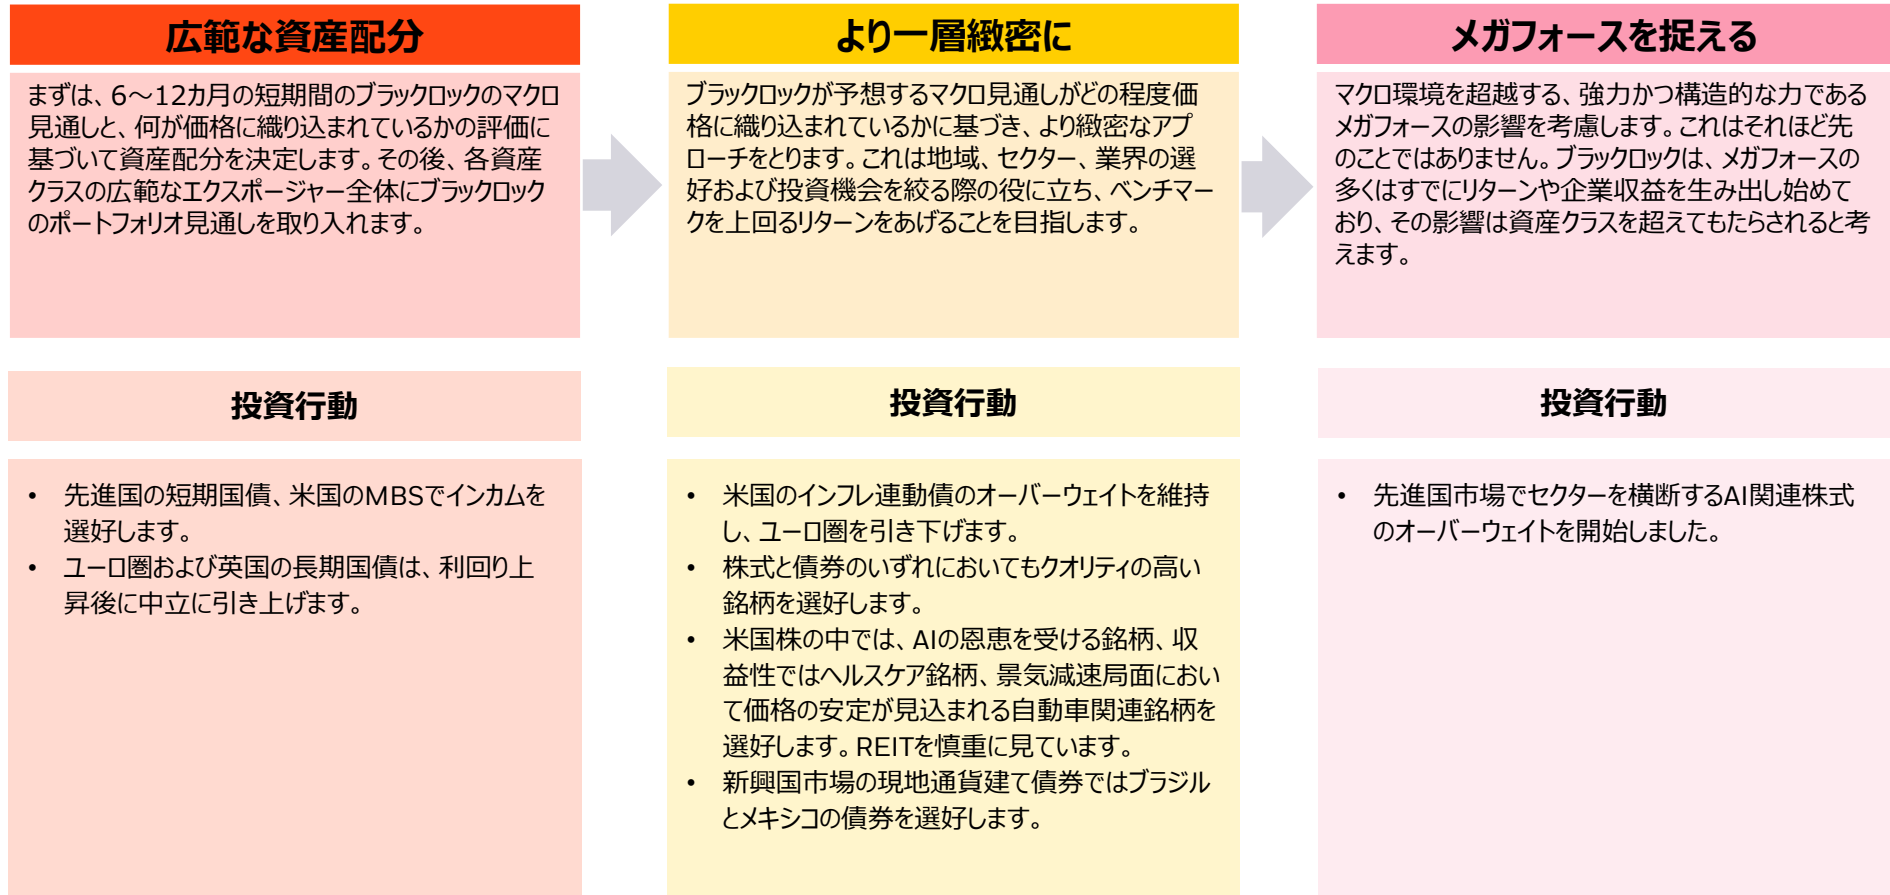 広範な資産配分
まずは、6～12カ月の短期間のブラックロックのマクロ
見通しと、何が価格に織り込まれているかの評価に
基づいて資産配分を決定します。その後、各資産
クラスの広範なエクスポージャー全体にブラックロック
のポートフォリオ見通しを取り入れます。
より一層緻密に
ブラックロックが予想するマクロ見通しがどの程度価
格に織り込まれているかに基づき、より緻密なアプ
ローチをとります。これは地域、セクター、業界の選
好および投資機会を絞る際の役に立ち、ベンチマー
クを上回るリターンをあげることを目指します。
メガフォースを捉える
マクロ環境を超越する、強力かつ構造的な力である
メガフォースの影響を考慮します。これはそれほど先
のことではありません。ブラックロックは、メガフォースの
多くはすでにリターンや企業収益を生み出し始めて
おり、その影響は資産クラスを超えてもたらされると考
えます。
投資行動
• 先進国の短期国債、米国のMBSでインカムを
選好します。
• ユーロ圏および英国の長期国債は、利回り上
昇後に中立に引き上げます。
投資行動
• 米国のインフレ連動債のオーバーウェイトを維持
し、ユーロ圏を引き下げます。
• 株式と債券のいずれにおいてもクオリティの高い
銘柄を選好します。
• 米国株の中では、AIの恩恵を受ける銘柄、収
益性ではヘルスケア銘柄、景気減速局面におい
て価格の安定が見込まれる自動車関連銘柄を
選好します。REITを慎重に見ています。
• 新興国市場の現地通貨建て債券ではブラジル
とメキシコの債券を選好します。
投資行動
• 先進国市場でセクターを横断するAI関連株式
のオーバーウェイトを開始しました。